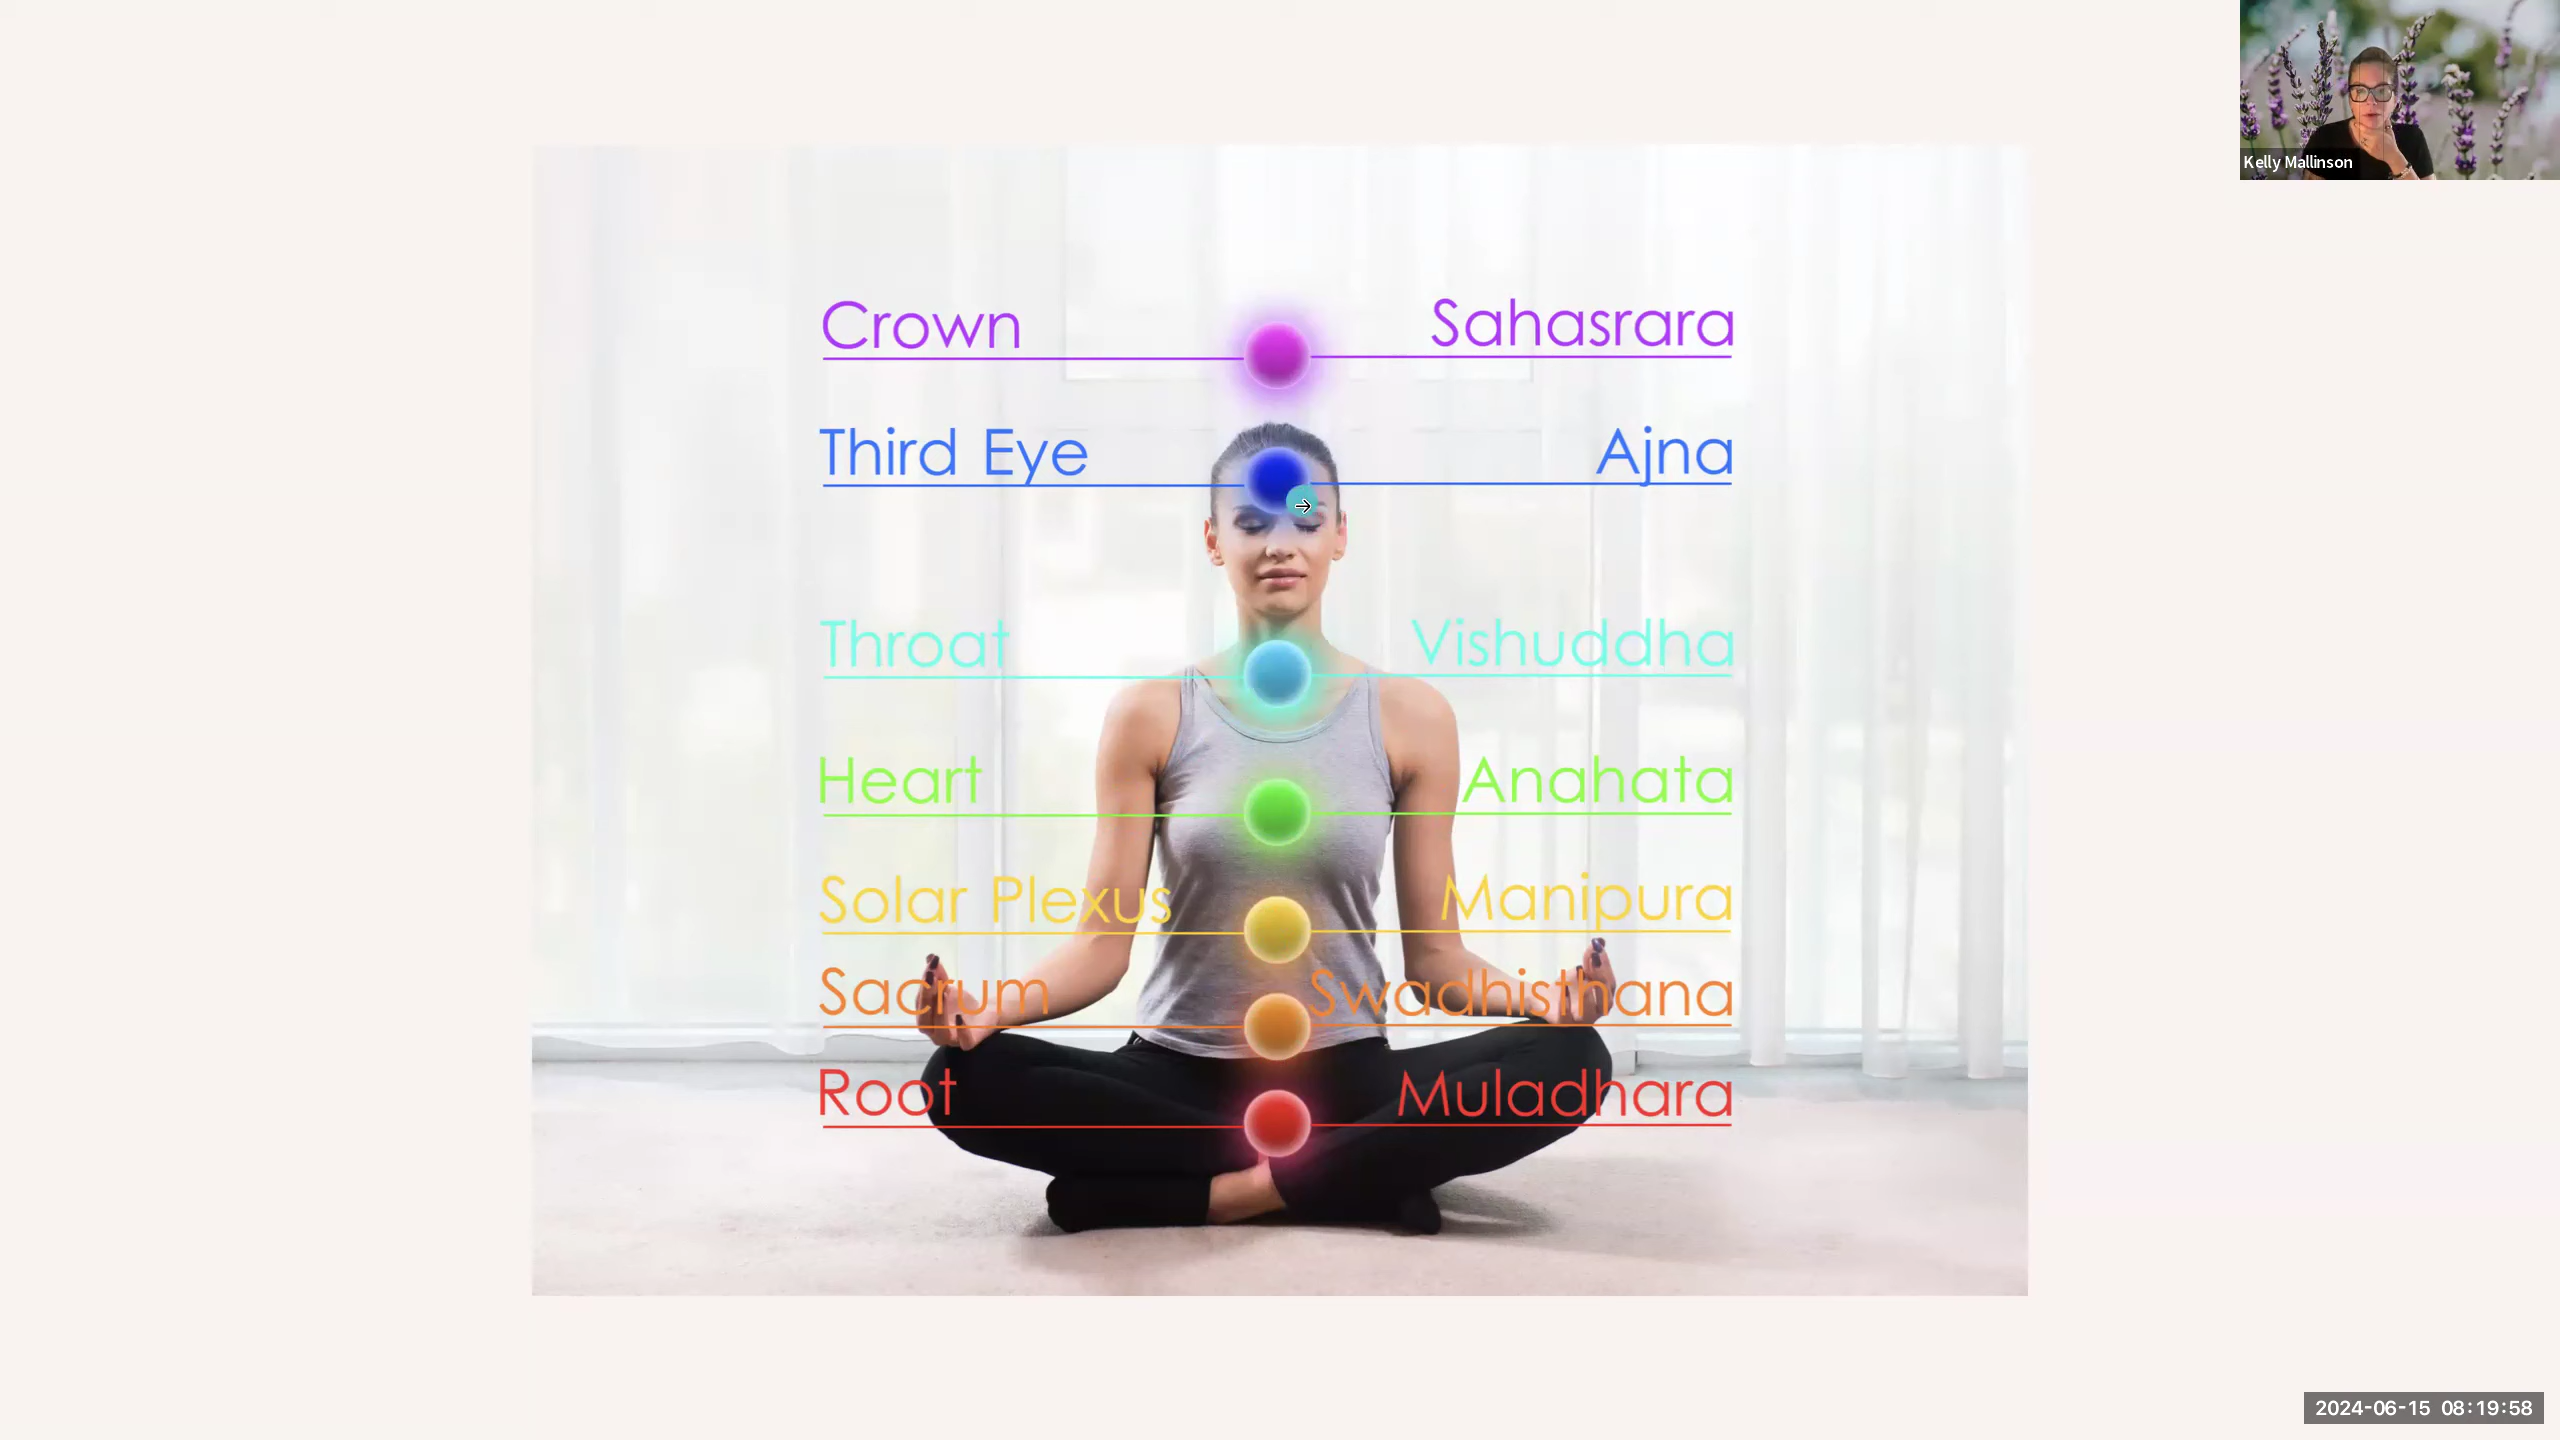 Kelly Mallinson
Crown Sahasrara
Third Eye Ajna
Throat Vishuddha
Heart Anahata
Solar Plexus Manipura
Sacrum Swadhisthana
Root Muladhara
2024-06-15 08:19:58